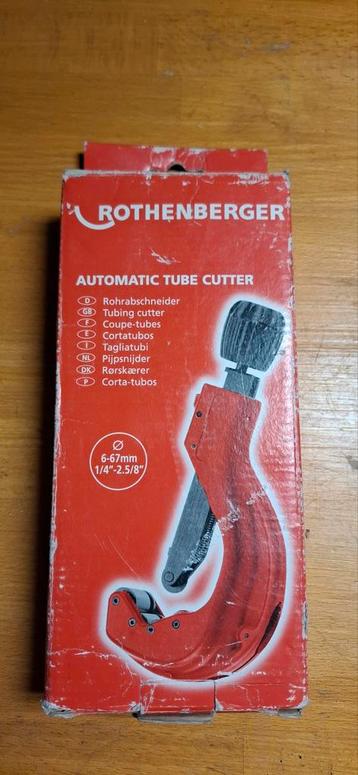 ROTHENBERGER
AUTOMATIC TUBE CUTTER
D Rohrabschneider
GB Tubing cutter
F Coupe-tubes
E Cortatubos
I Tagliatubi
NL Pijpsnijder
DK Rørskærer
P Corta-tubos
Ø
6-67mm
1/4"-2.5/8"